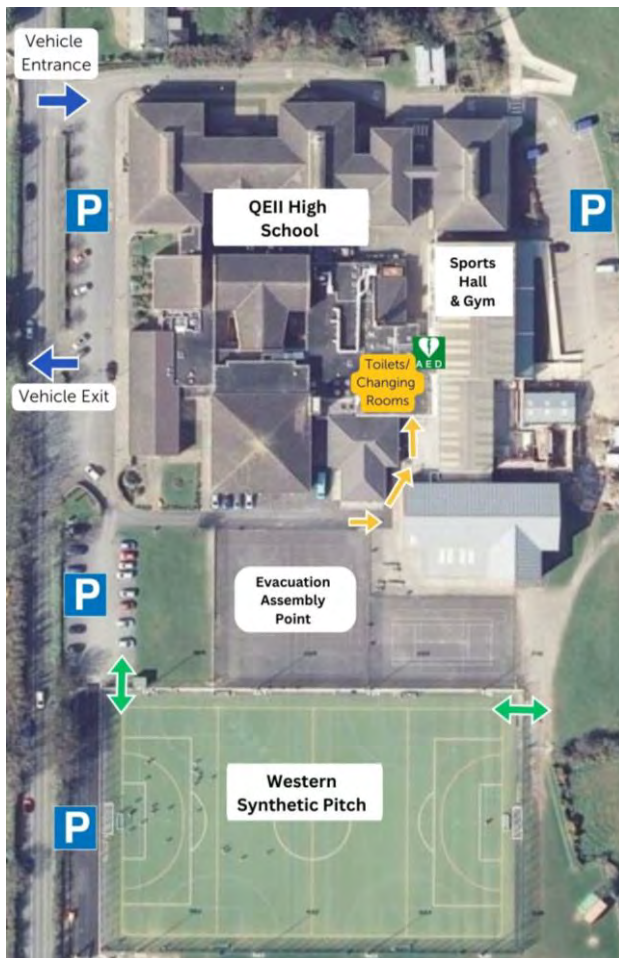 Vehicle
Entrance
P
P
QEII High
School
Sports
Hall
& Gym
AED
Toilets/
Changing
Rooms
Vehicle Exit
P
Evacuation
Assembly
Point
Western
Synthetic Pitch
P